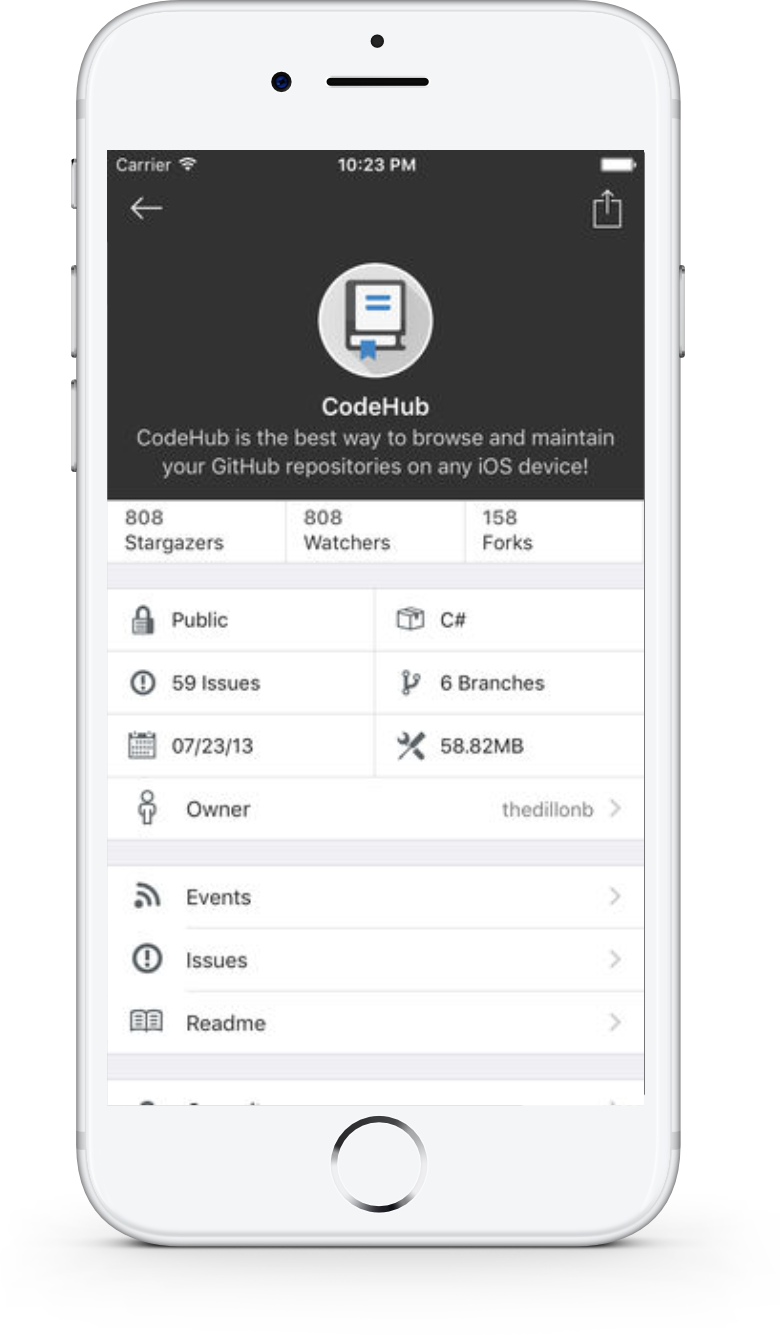 Carrier 10:23 PM
CodeHub
CodeHub is the best way to browse and maintain
your GitHub repositories on any iOS device!
808 808 158
Stargazers Watchers Forks
Public C#
59 Issues 6 Branches
07/23/13 58.82MB
Owner thedillonb
Events
Issues
Readme